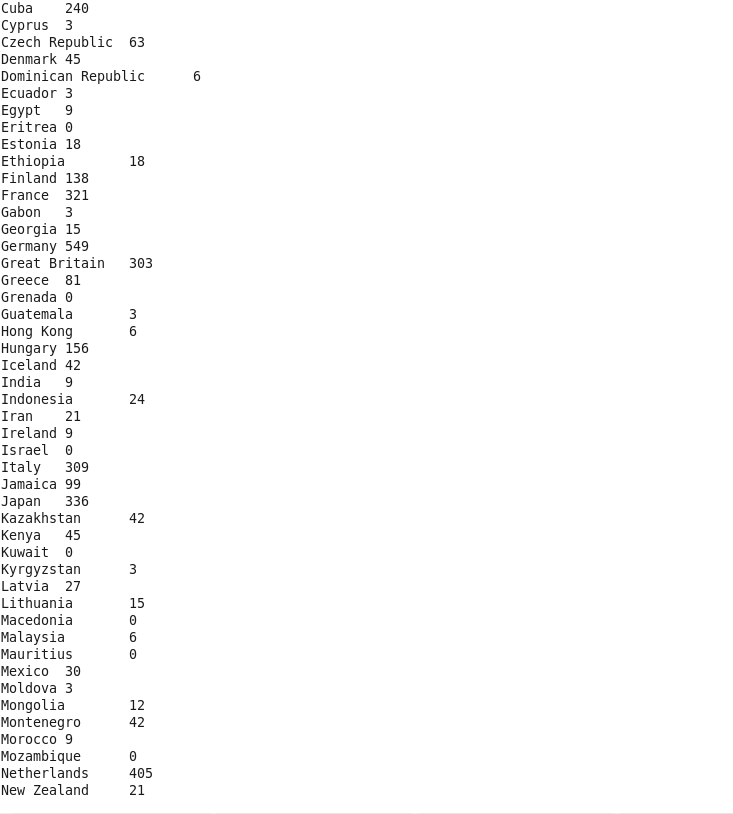 Cuba	240
Cyprus	3
Czech Republic	63
Denmark	45
Dominican Republic	6
Ecuador	3
Egypt	9
Eritrea	0
Estonia	18
Ethiopia	18
Finland	138
France	321
Gabon	3
Georgia	15
Germany	549
Great Britain	303
Greece	81
Grenada	0
Guatemala	3
Hong Kong	6
Hungary	156
Iceland	42
India	9
Indonesia	24
Iran	21
Ireland	9
Israel	0
Italy	309
Jamaica	99
Japan	336
Kazakhstan	42
Kenya	45
Kuwait	0
Kyrgyzstan	3
Latvia	27
Lithuania	15
Macedonia	0
Malaysia	6
Mauritius	0
Mexico	30
Moldova	3
Mongolia	12
Montenegro	42
Morocco	9
Mozambique	0
Netherlands	405
New Zealand	21